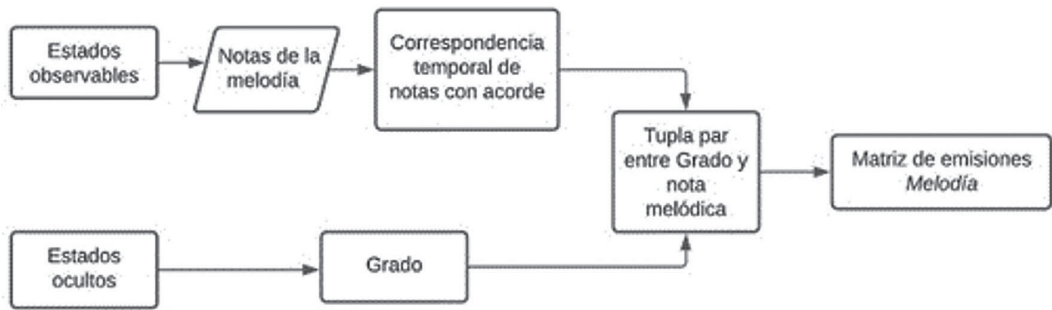 Estados
observables
Notas de la
melodía
Correspondencia
temporal de
notas con acorde
Tupla par
entre Grado y
nota
melódica
Matriz de emisiones
Melodía
Estados
ocultos
Grado